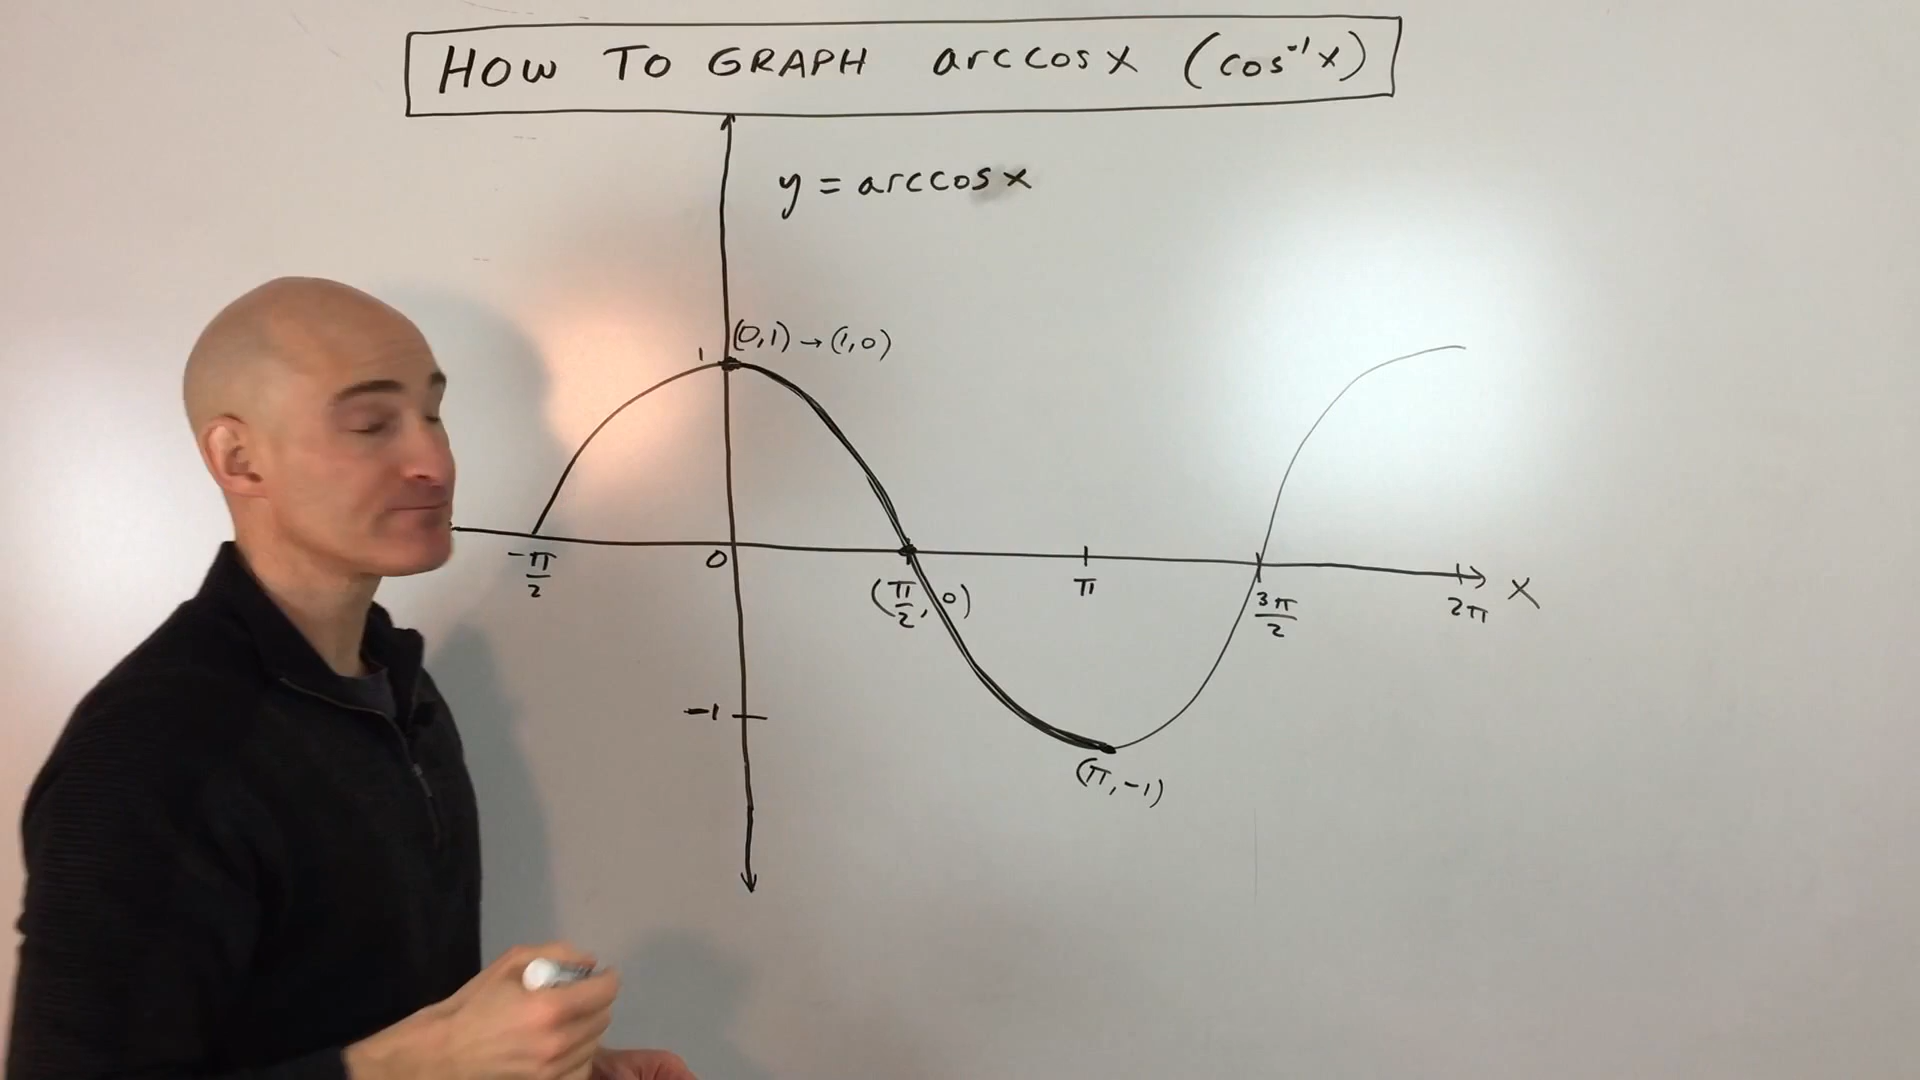 HOW TO GRAPH arccos x (cos⁻¹x)
y = arccos x
(0,1) → (1,0)
1
-π/2
0
(π/2, 0)
π
3π/2
2π
x
-1
(π,-1)